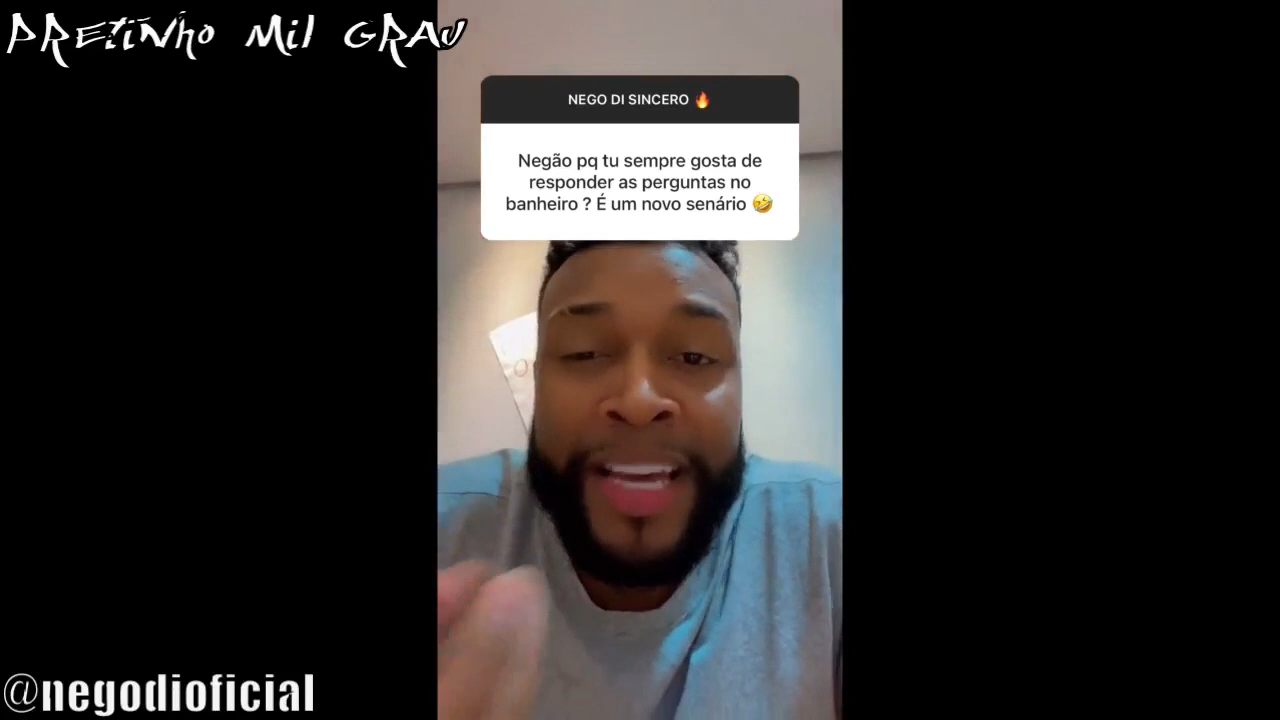 PRETINHO MIL GRAU
NEGO DI SINCERO 🔥
Negão pq tu sempre gosta de
responder as perguntas no
banheiro ? É um novo senário 🤣
@negodioficial